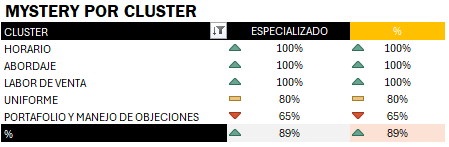 MYSTERY POR CLUSTER
CLUSTER ESPECIALIZADO %
HORARIO 100% 100%
ABORDAJE 100% 100%
LABOR DE VENTA 100% 100%
UNIFORME 80% 80%
PORTAFOLIO Y MANEJO DE OBJECIONES 65% 65%
% 89% 89%